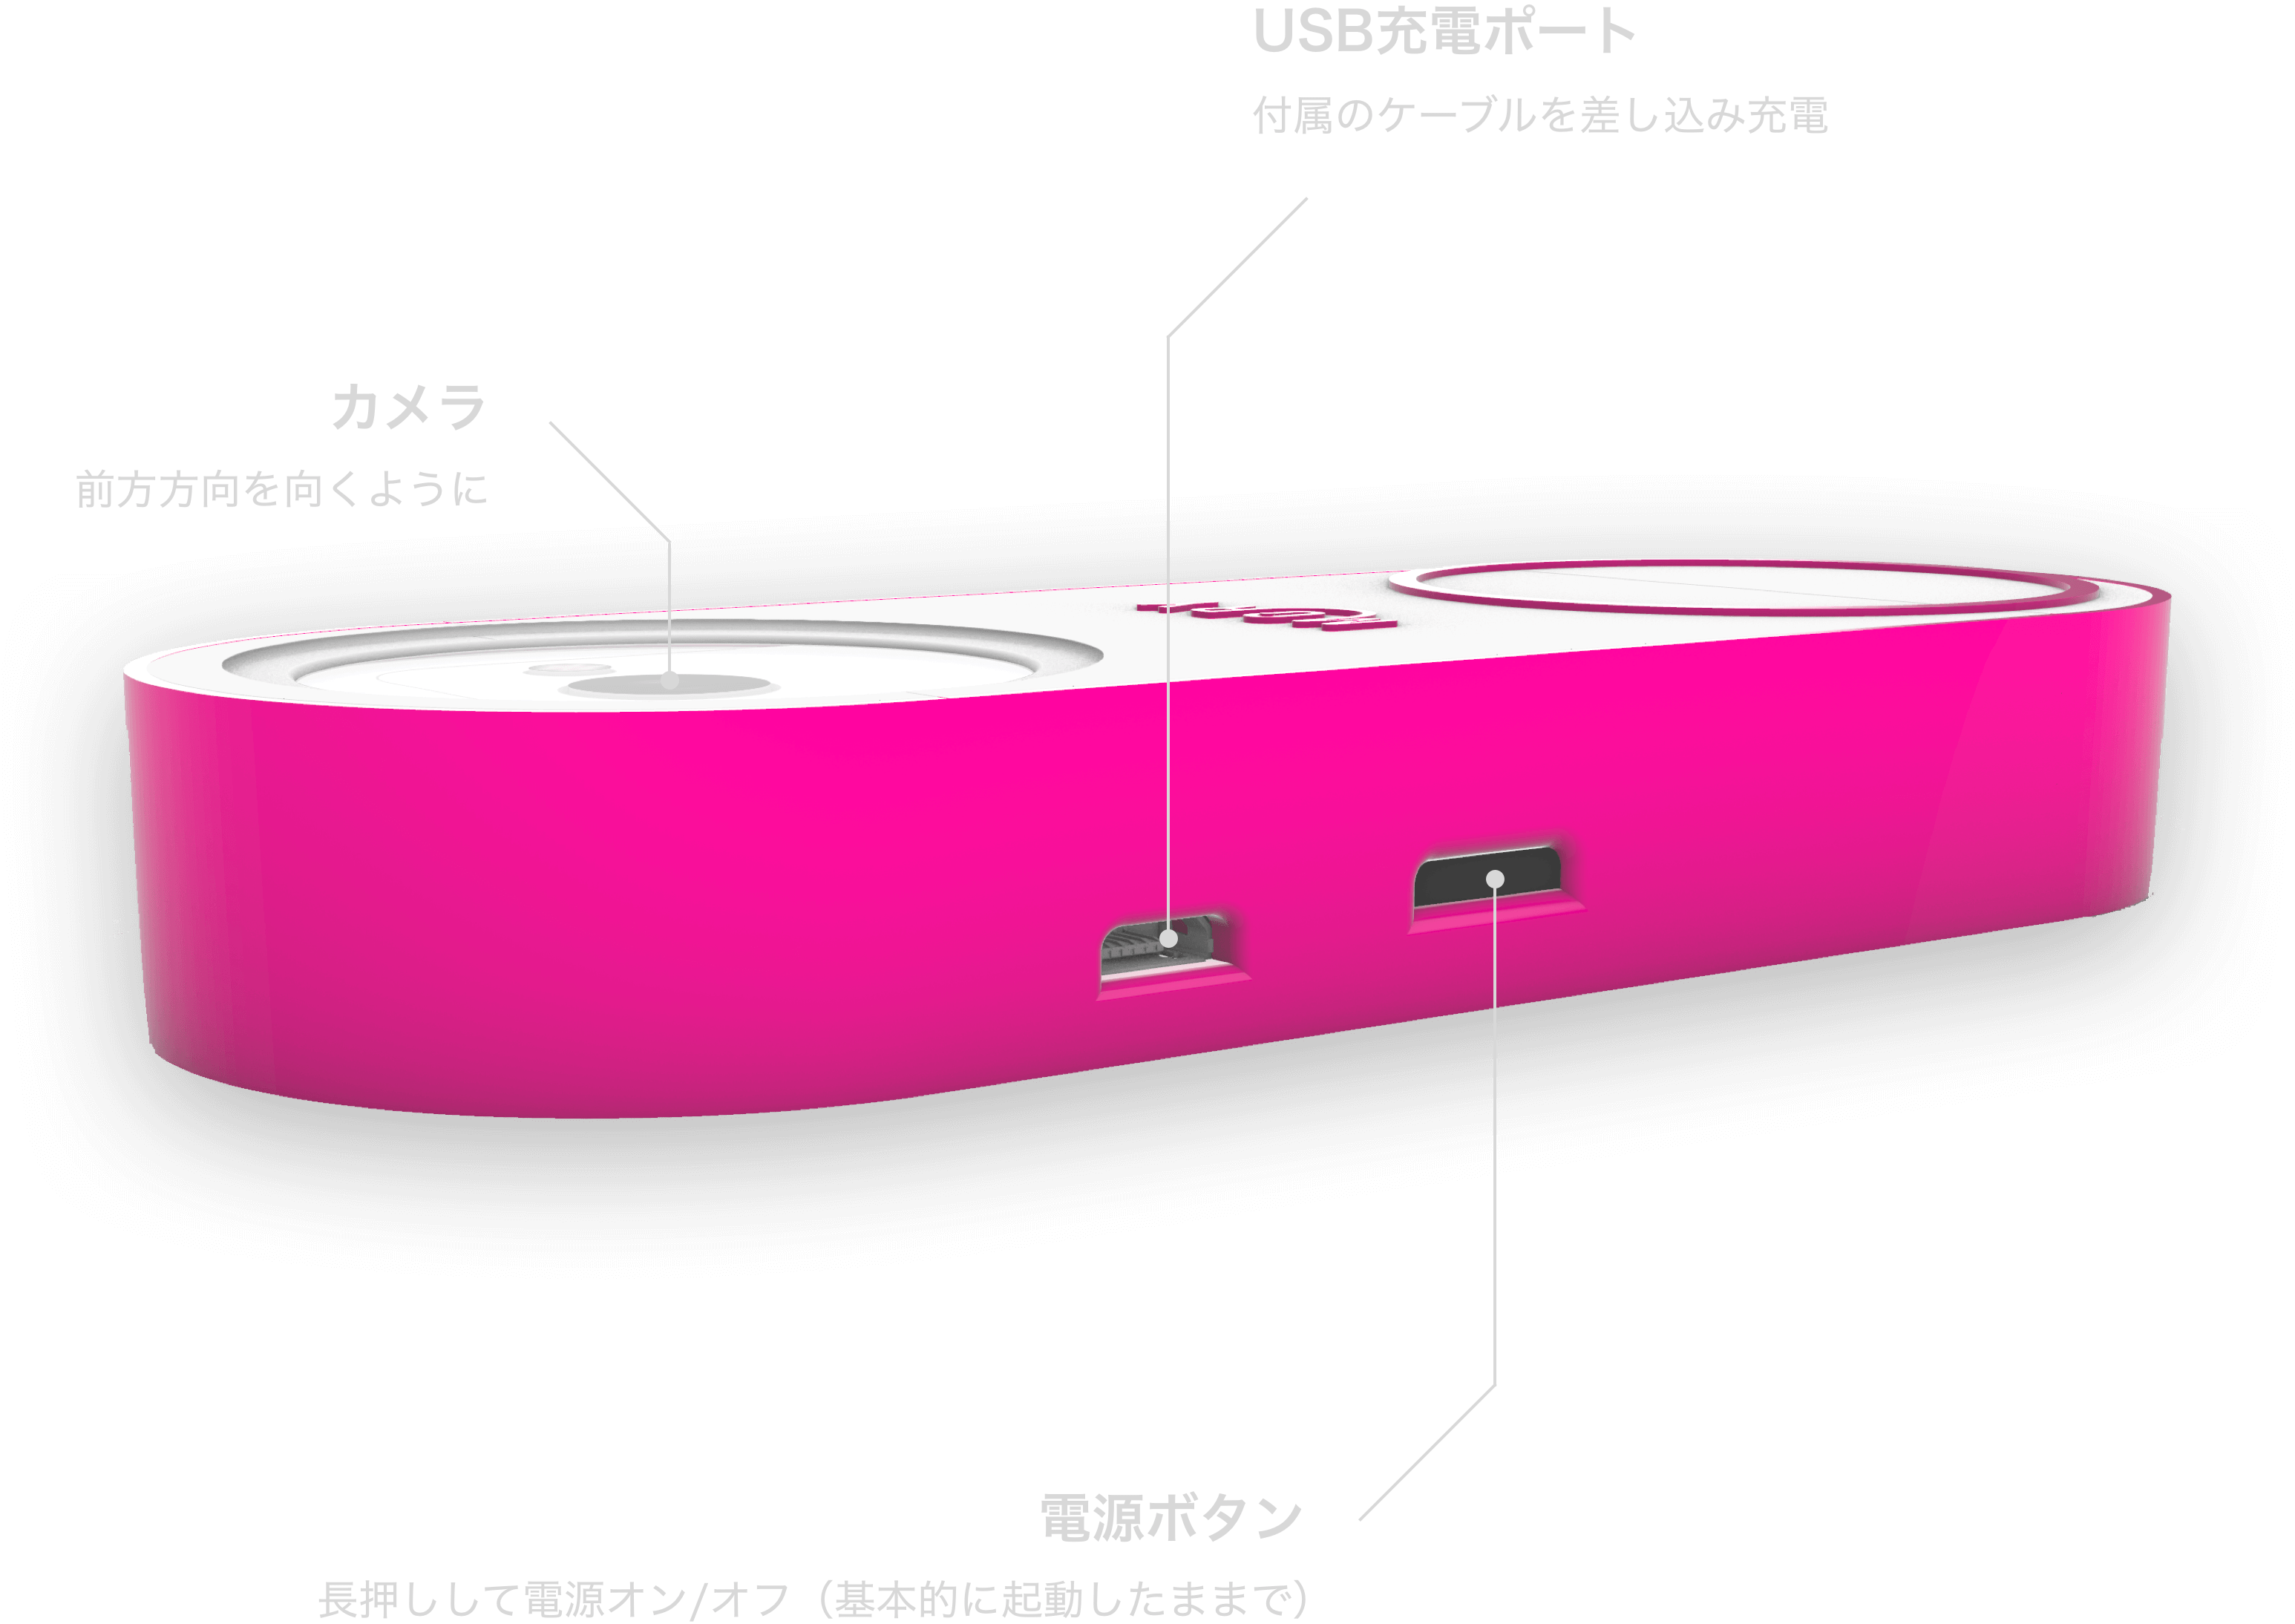 USB充電ポート
付属のケーブルを差し込み充電
カメラ
前方方向を向くように
電源ボタン
長押しして電源オン/オフ（基本的に起動したままで）